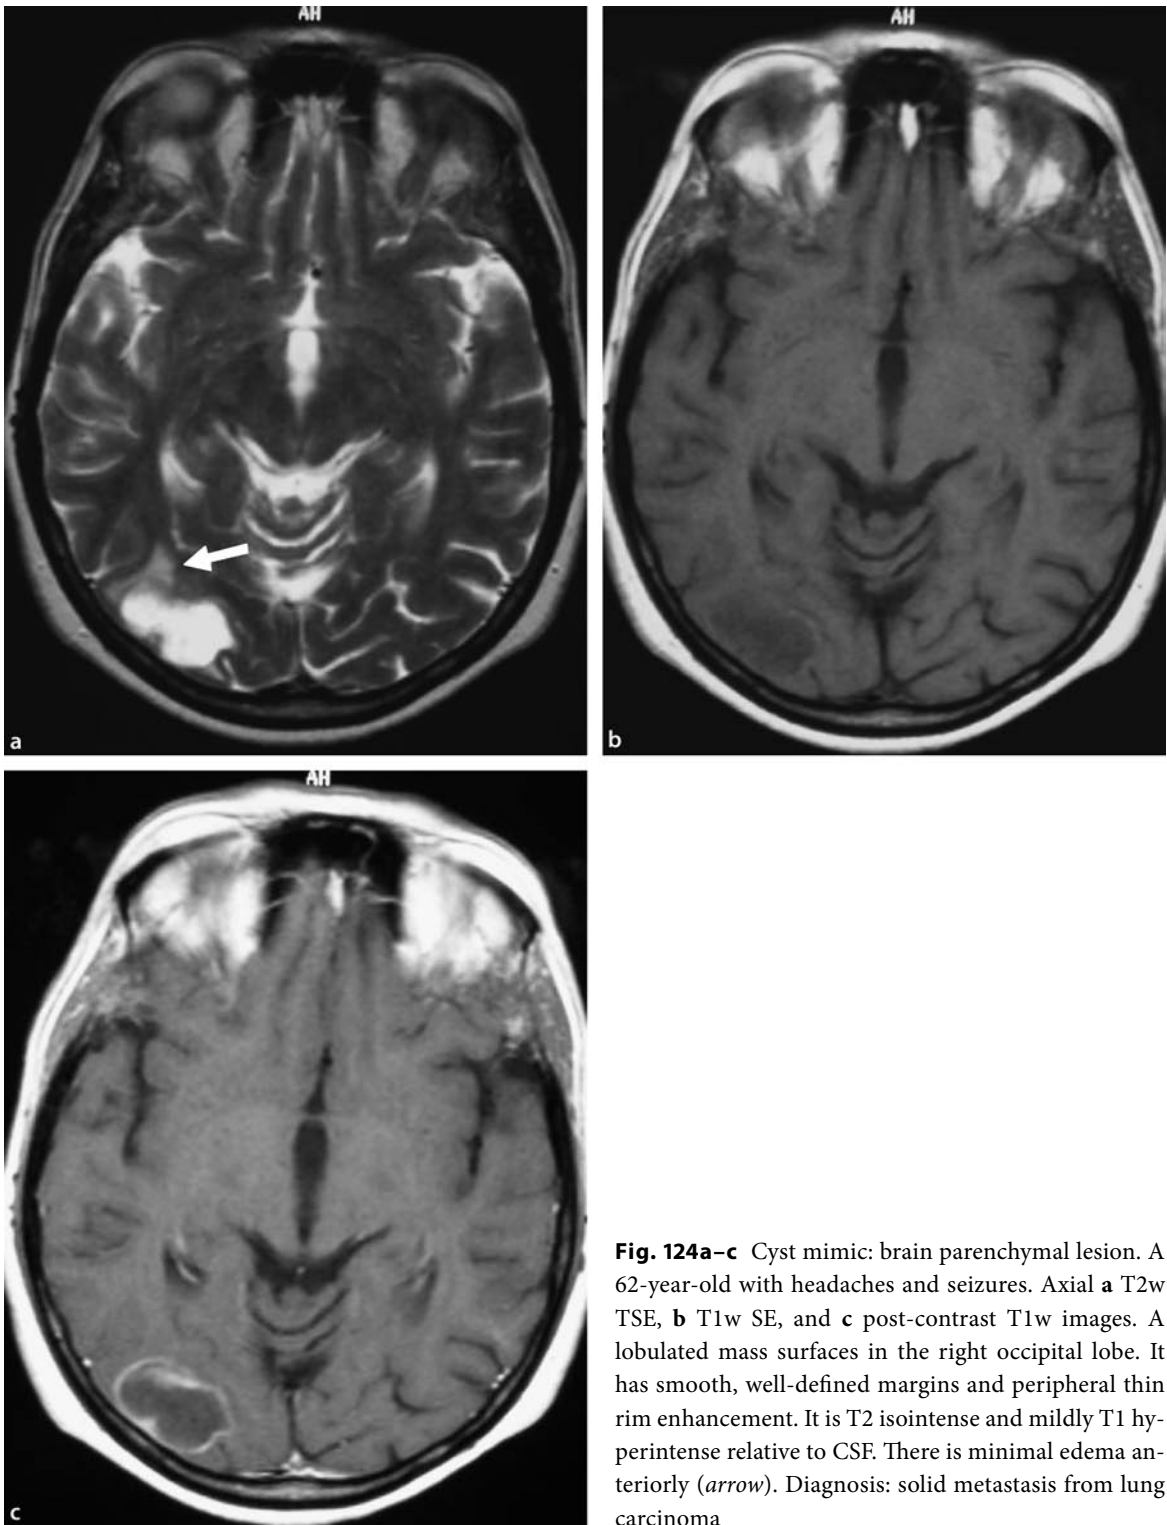 AH
AH
a
b
AH
c
Fig. 124a–c Cyst mimic: brain parenchymal lesion. A
62-year-old with headaches and seizures. Axial a T2w
TSE, b T1w SE, and c post-contrast T1w images. A
lobulated mass surfaces in the right occipital lobe. It
has smooth, well-defined margins and peripheral thin
rim enhancement. It is T2 isointense and mildly T1 hy-
perintense relative to CSF. There is minimal edema an-
teriorly (arrow). Diagnosis: solid metastasis from lung
carcinoma